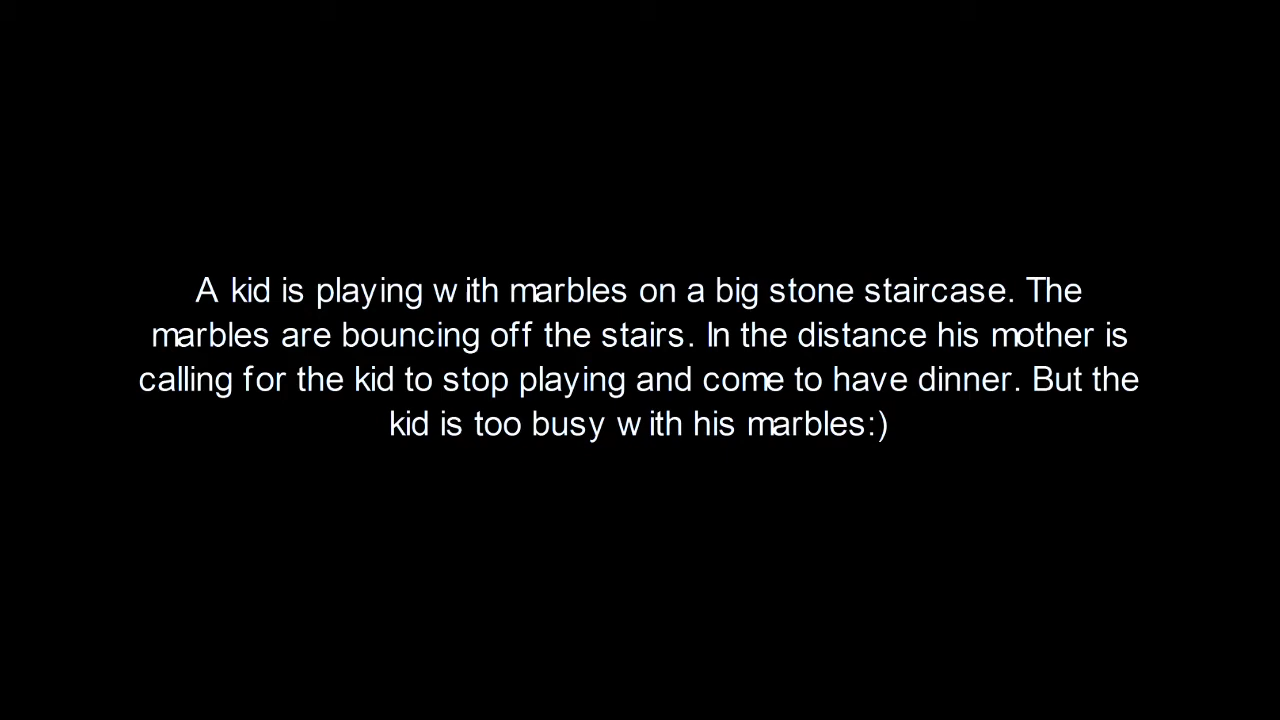 A kid is playing with marbles on a big stone staircase. The
marbles are bouncing off the stairs. In the distance his mother is
calling for the kid to stop playing and come to have dinner. But the
kid is too busy with his marbles:)